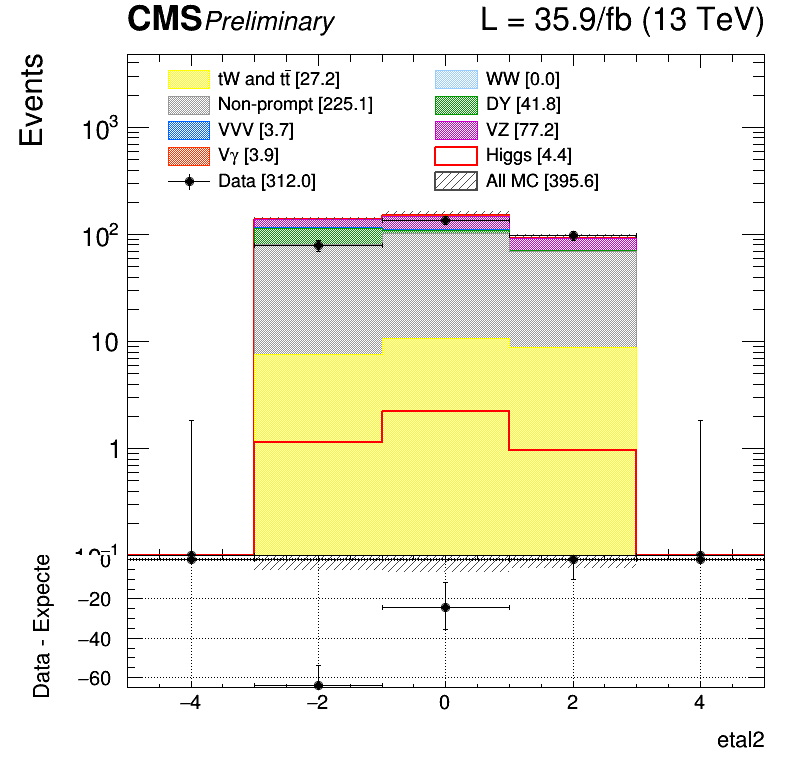 CMS Preliminary L = 35.9/fb (13 TeV)
Events
tW and tt̄ [27.2] WW [0.0]
Non-prompt [225.1] DY [41.8]
VVV [3.7] VZ [77.2]
Vγ [3.9] Higgs [4.4]
Data [312.0] All MC [395.6]
10³
10²
10
1
0
−20
−40
−60
Data - Expecte
−4 −2 0 2 4
etal2